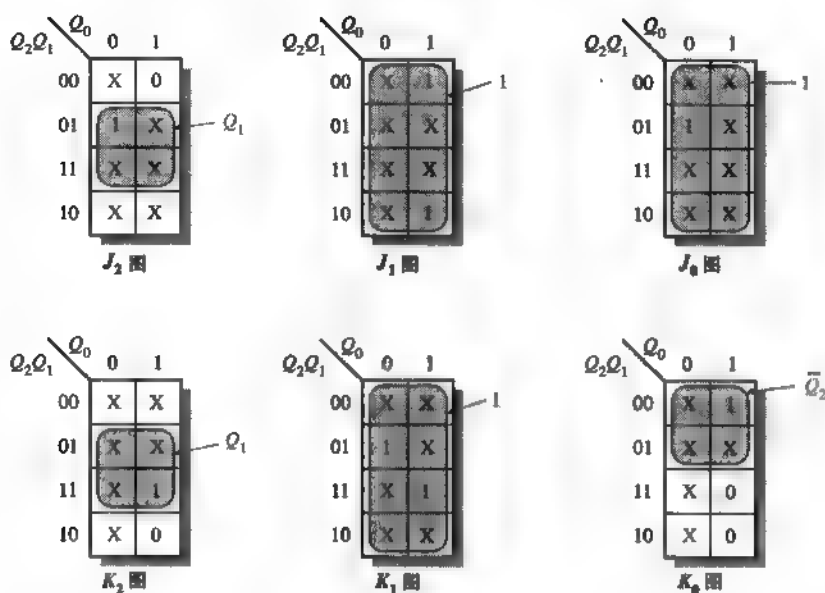 Q₀ Q₀ Q₀
Q₂Q₁ 0 1 Q₂Q₁ 0 1 Q₂Q₁ 0 1
00 X 0 00 X 1 1 00 X X 1
01 1 X Q₁ 01 X X 01 1 X
11 X X 11 X X 11 X X
10 X X 10 X 1 10 X X
J₂ 图 J₁ 图 J₀ 图
Q₀ Q₀ Q₀
Q₂Q₁ 0 1 Q₂Q₁ 0 1 Q₂Q₁ 0 1 Q̅₂
00 X X 00 X X 1 00 X 1
01 X X Q₁ 01 1 X 01 X X
11 X 1 11 X 1 11 X 0
10 X 0 10 X X 10 X 0
K₂ 图 K₁ 图 K₀ 图